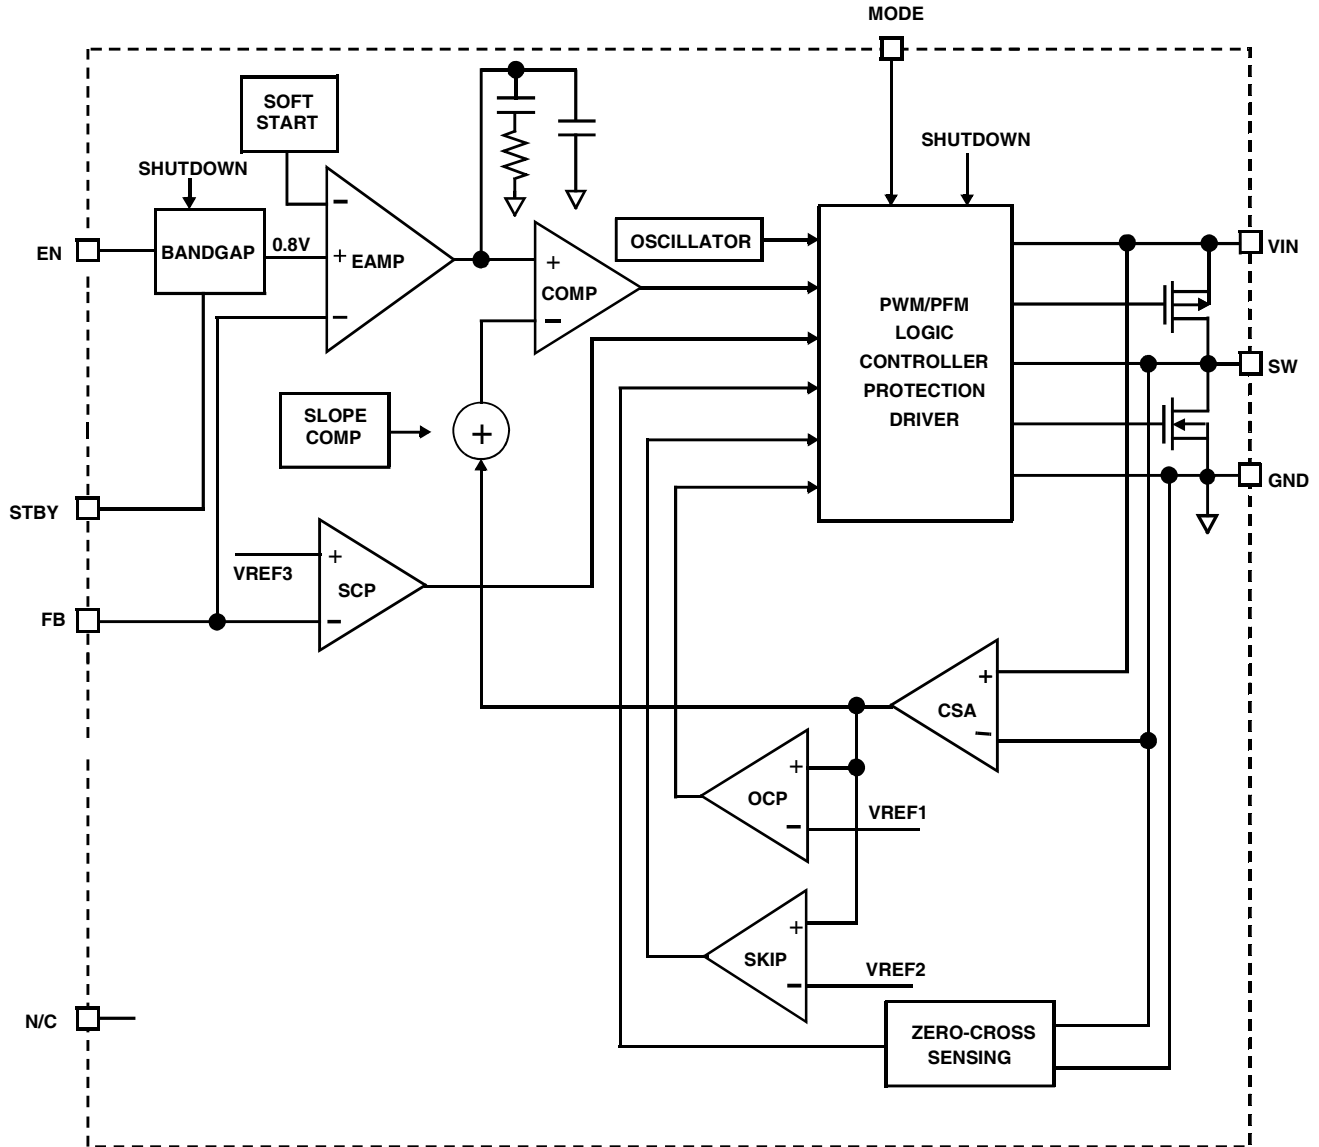 MODE
SOFT
START
SHUTDOWN
SHUTDOWN
EN
BANDGAP
0.8V
−
+
−
EAMP
+
−
COMP
OSCILLATOR
VIN
PWM/PFM
LOGIC
CONTROLLER
PROTECTION
DRIVER
SW
SLOPE
COMP
+
GND
STBY
VREF3
+
−
SCP
FB
+
−
CSA
+
−
OCP
VREF1
+
−
SKIP
VREF2
N/C
ZERO-CROSS
SENSING